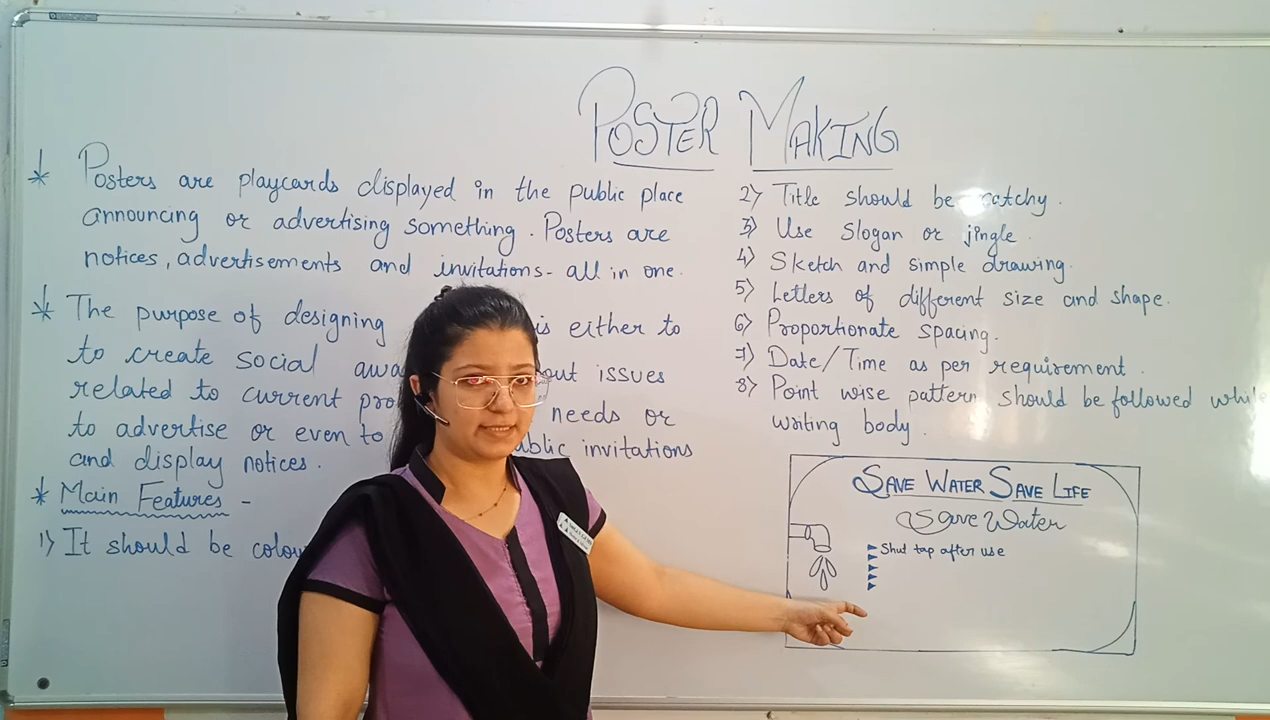 POSTER MAKING
* Posters are playcards displayed in the public place
announcing or advertising something. Posters are
notices, advertisements and invitations- all in one.
* The purpose of designing is either to
to create social out issues
related to current needs or
to advertise or even to public invitations
and display notices.
* Main Features -
1) It should be
2) Title should be catchy.
3) Use slogan or jingle.
4) Sketch and simple drawing.
5) Letters of different size and shape.
6) Proportionate spacing.
7) Date/Time as per requirement.
8) Point wise pattern should be followed while
writing body.
SAVE WATER SAVE LIFE
Save Water
► Shut tap after use
►
►
►
►